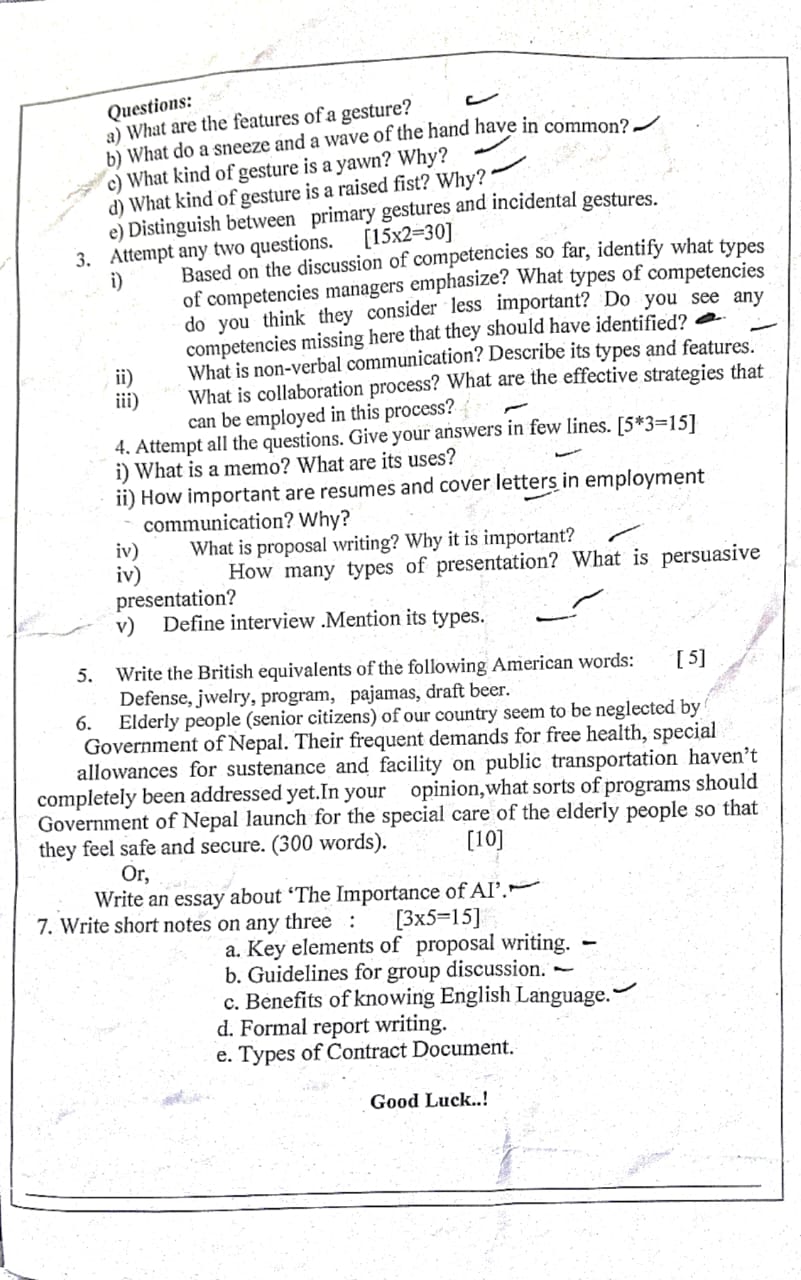 Questions:
a) What are the features of a gesture?
b) What do a sneeze and a wave of the hand have in common?
c) What kind of gesture is a yawn? Why?
d) What kind of gesture is a raised fist? Why?
e) Distinguish between primary gestures and incidental gestures.
3. Attempt any two questions. [15x2=30]
i) Based on the discussion of competencies so far, identify what types
of competencies managers emphasize? What types of competencies
do you think they consider less important? Do you see any
competencies missing here that they should have identified?
ii) What is non-verbal communication? Describe its types and features.
iii) What is collaboration process? What are the effective strategies that
can be employed in this process?
4. Attempt all the questions. Give your answers in few lines. [5*3=15]
i) What is a memo? What are its uses?
ii) How important are resumes and cover letters in employment
communication? Why?
iv) What is proposal writing? Why it is important?
iv) How many types of presentation? What is persuasive
presentation?
v) Define interview .Mention its types.
5. Write the British equivalents of the following American words: [ 5]
Defense, jwelry, program, pajamas, draft beer.
6. Elderly people (senior citizens) of our country seem to be neglected by
Government of Nepal. Their frequent demands for free health, special
allowances for sustenance and facility on public transportation haven't
completely been addressed yet.In your opinion,what sorts of programs should
Government of Nepal launch for the special care of the elderly people so that
they feel safe and secure. (300 words). [10]
Or,
Write an essay about ‘The Importance of AI’.
7. Write short notes on any three : [3x5=15]
a. Key elements of proposal writing.
b. Guidelines for group discussion.
c. Benefits of knowing English Language.
d. Formal report writing.
e. Types of Contract Document.
Good Luck..!